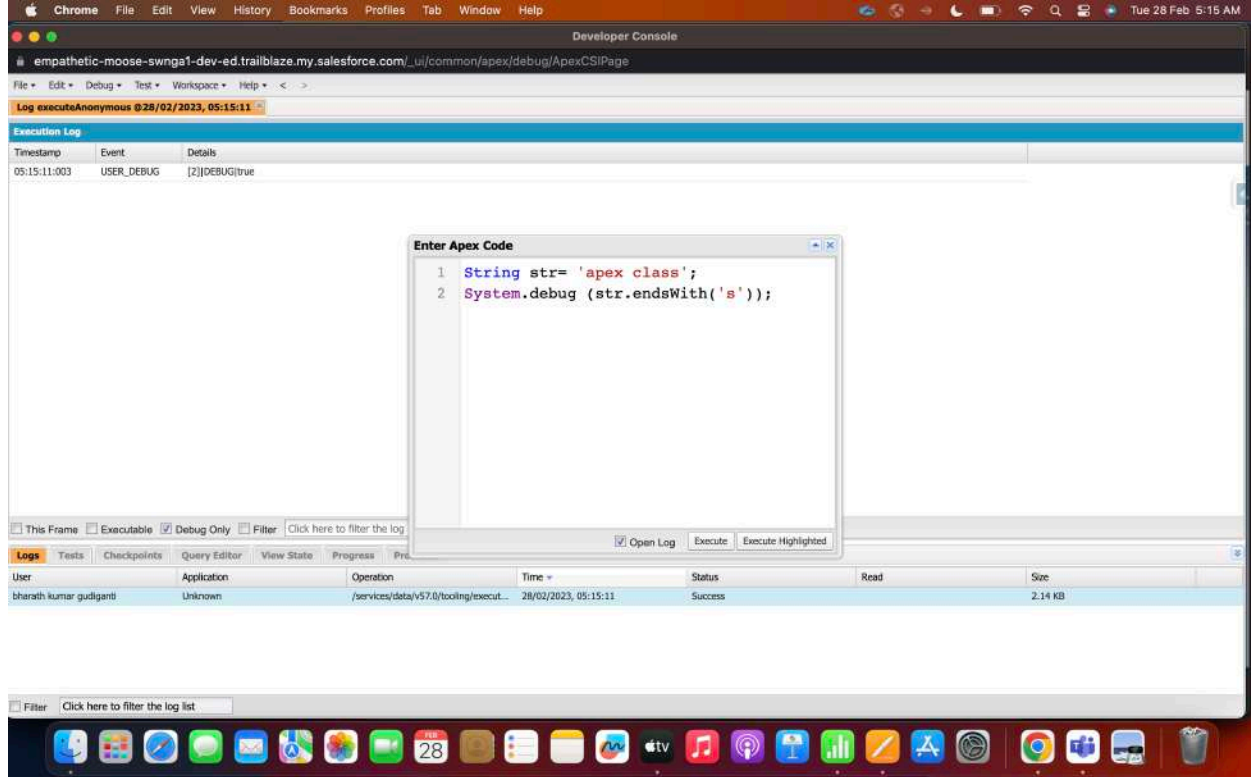 Chrome File Edit View History Bookmarks Profiles Tab Window Help Tue 28 Feb 5:15 AM
Developer Console
empathetic-moose-swnga1-dev-ed.trailblaze.my.salesforce.com/_ui/common/apex/debug/ApexCSIPage
File Edit Debug Test Workspace Help < >
Log executeAnonymous @28/02/2023, 05:15:11
Execution Log
Timestamp Event Details
05:15:11:003 USER_DEBUG [2]|DEBUG|true
Enter Apex Code
1 String str= 'apex class';
2 System.debug (str.endsWith('s'));
This Frame Executable Debug Only Filter Click here to filter the log
Open Log Execute Execute Highlighted
Logs Tests Checkpoints Query Editor View State Progress
User Application Operation Time Status Read Size
bharath kumar gudiganti Unknown /services/data/v57.0/tooling/execut... 28/02/2023, 05:15:11 Success 2.14 KB
Filter Click here to filter the log list
FEB
28
tv